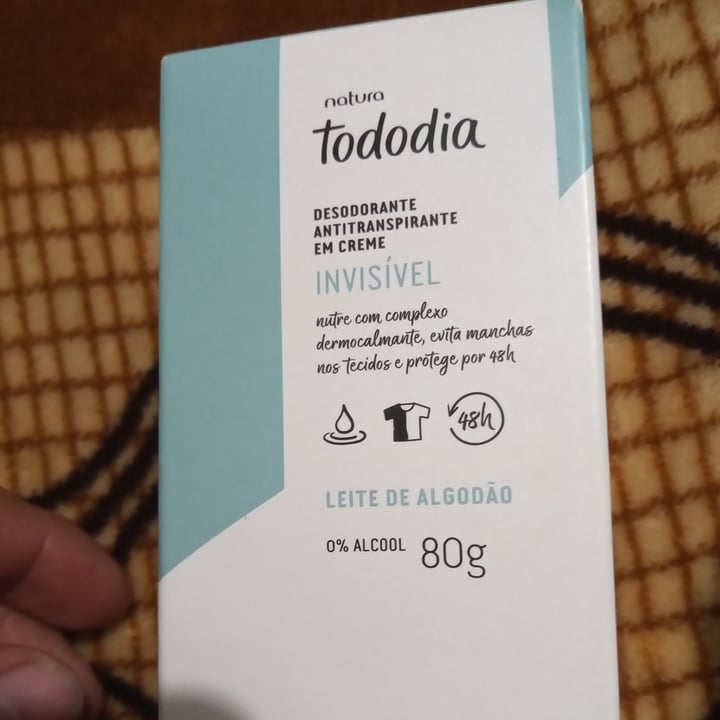 natura
tododia
DESODORANTE
ANTITRANSPIRANTE
EM CREME
INVISÍVEL
nutre com complexo
dermocalmante, evita manchas
nos tecidos e protege por 48h
48h
LEITE DE ALGODÃO
0% ALCOOL 80g